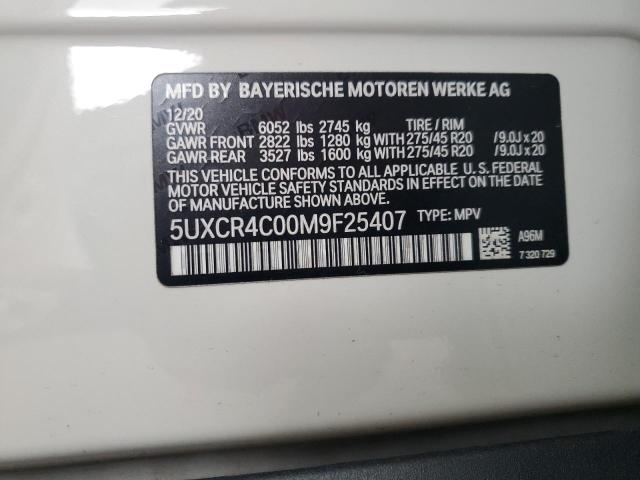 MFD BY BAYERISCHE MOTOREN WERKE AG
12/20
GVWR 6052 lbs 2745 kg TIRE / RIM
GAWR FRONT 2822 lbs 1280 kg WITH 275/45 R20 /9.0J x 20
GAWR REAR 3527 lbs 1600 kg WITH 275/45 R20 /9.0J x 20
THIS VEHICLE CONFORMS TO ALL APPLICABLE U.S. FEDERAL
MOTOR VEHICLE SAFETY STANDARDS IN EFFECT ON THE
DATE OF MANUFACTURE SHOWN ABOVE.
5UXCR4C00M9F25407 TYPE: MPV
A96M
7 320 729